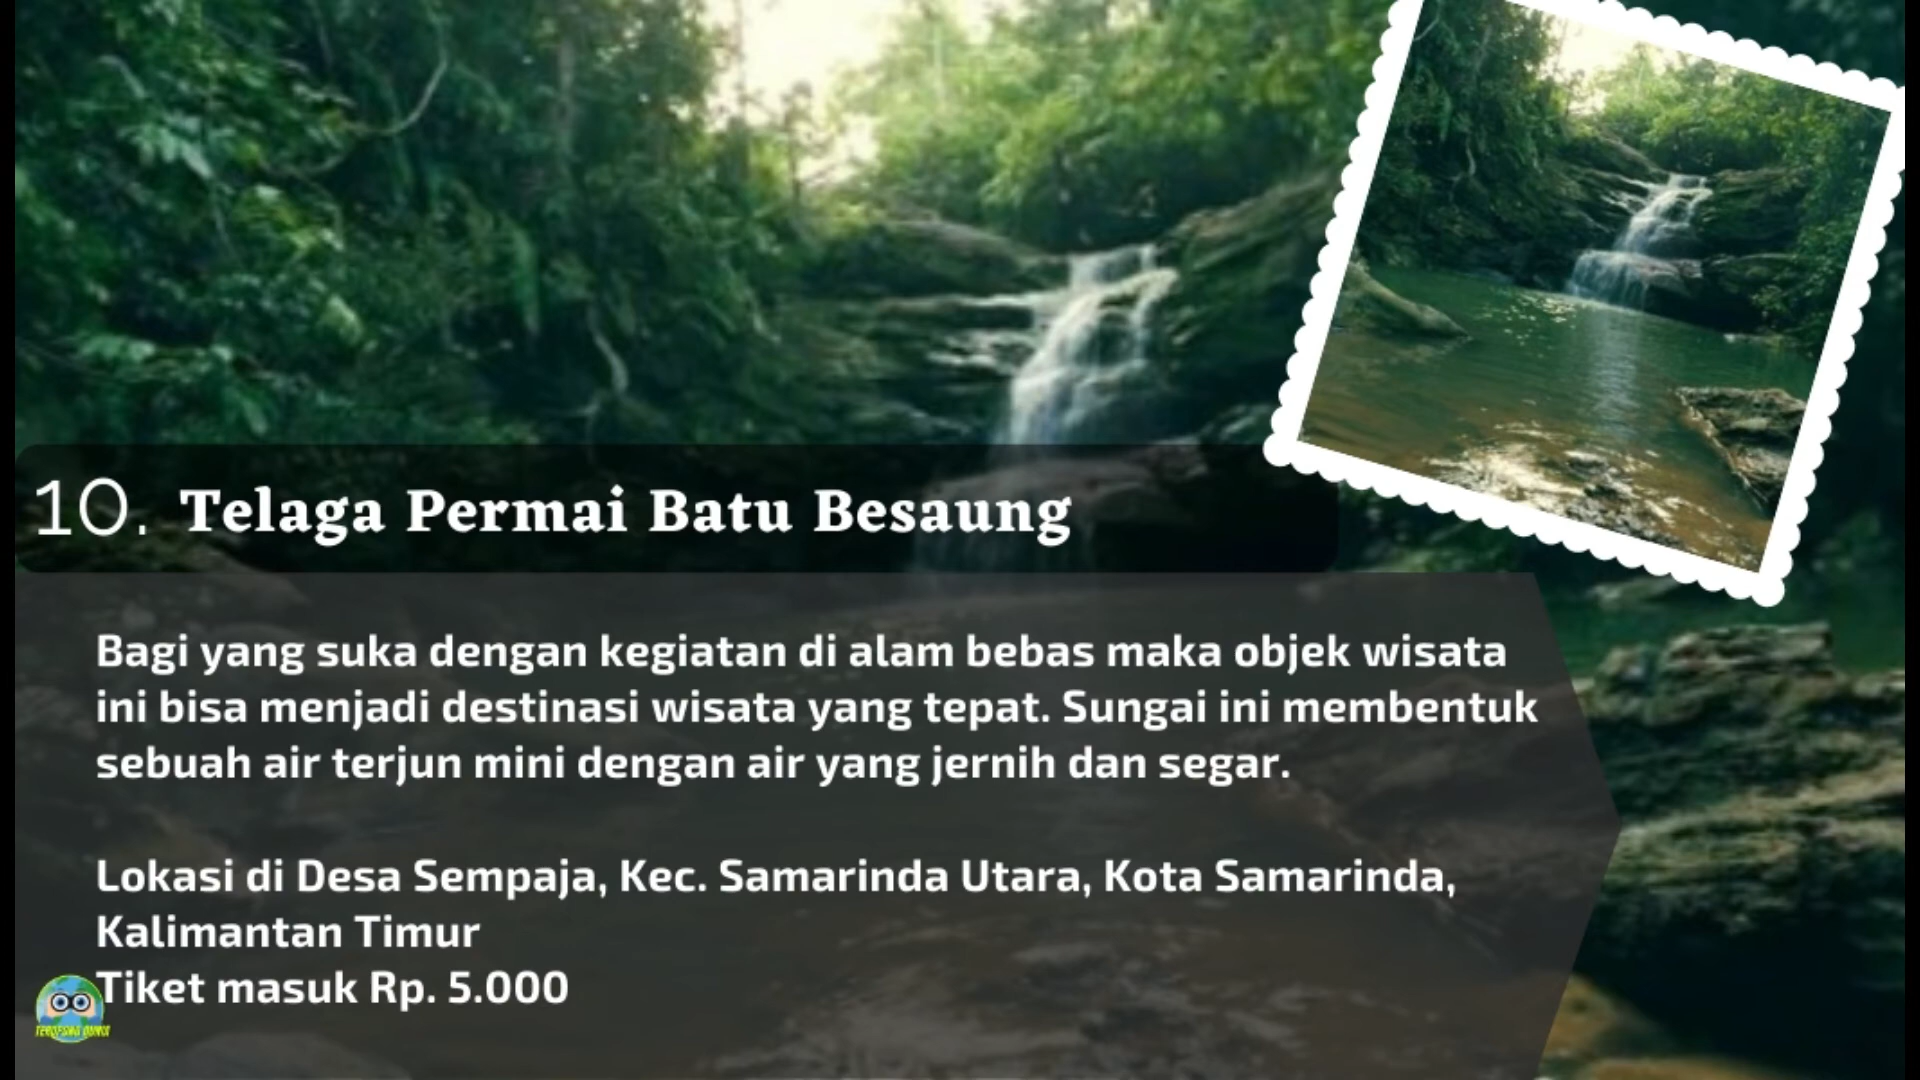 10. Telaga Permai Batu Besaung
Bagi yang suka dengan kegiatan di alam bebas maka objek wisata
ini bisa menjadi destinasi wisata yang tepat. Sungai ini membentuk
sebuah air terjun mini dengan air yang jernih dan segar.
Lokasi di Desa Sempaja, Kec. Samarinda Utara, Kota Samarinda,
Kalimantan Timur
Tiket masuk Rp. 5.000
TEROPONG DUNIA